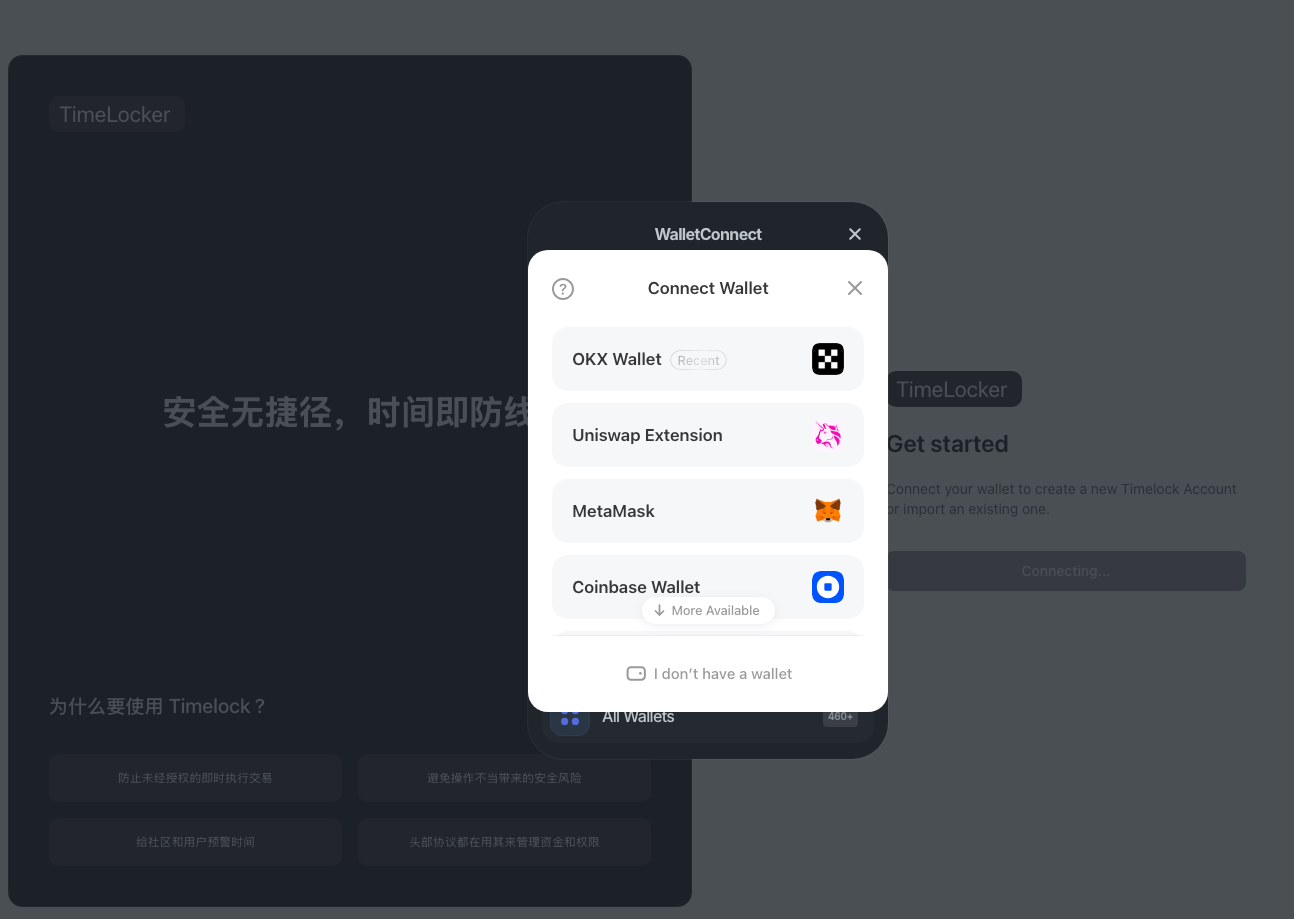 TimeLocker
安全无捷径，时间即防线
为什么要使用 Timelock ?
防止未经授权的即时执行交易
避免操作不当带来的安全风险
给社区和用户预警时间
头部协议都在用其来管理资金和权限
WalletConnect
Connect Wallet
OKX Wallet Recent
Uniswap Extension
MetaMask
Coinbase Wallet
More Available
I don't have a wallet
All Wallets 460+
TimeLocker
Get started
Connect your wallet to create a new Timelock Account
or import an existing one.
Connecting...